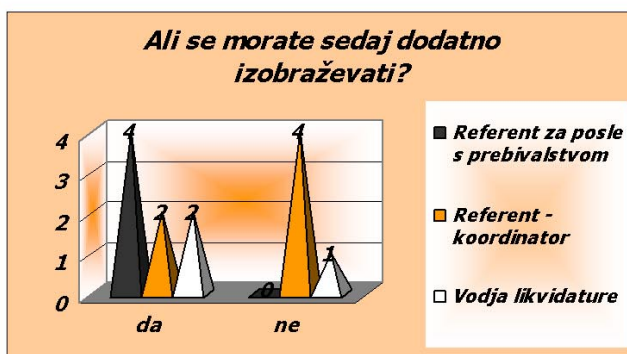 Ali se morate sedaj dodatno
izobraževati?
4
3
2
1
0
4
2
2
0
4
1
da
ne
Referent za posle
s prebivalstvom
Referent -
koordinator
Vodja likvidature